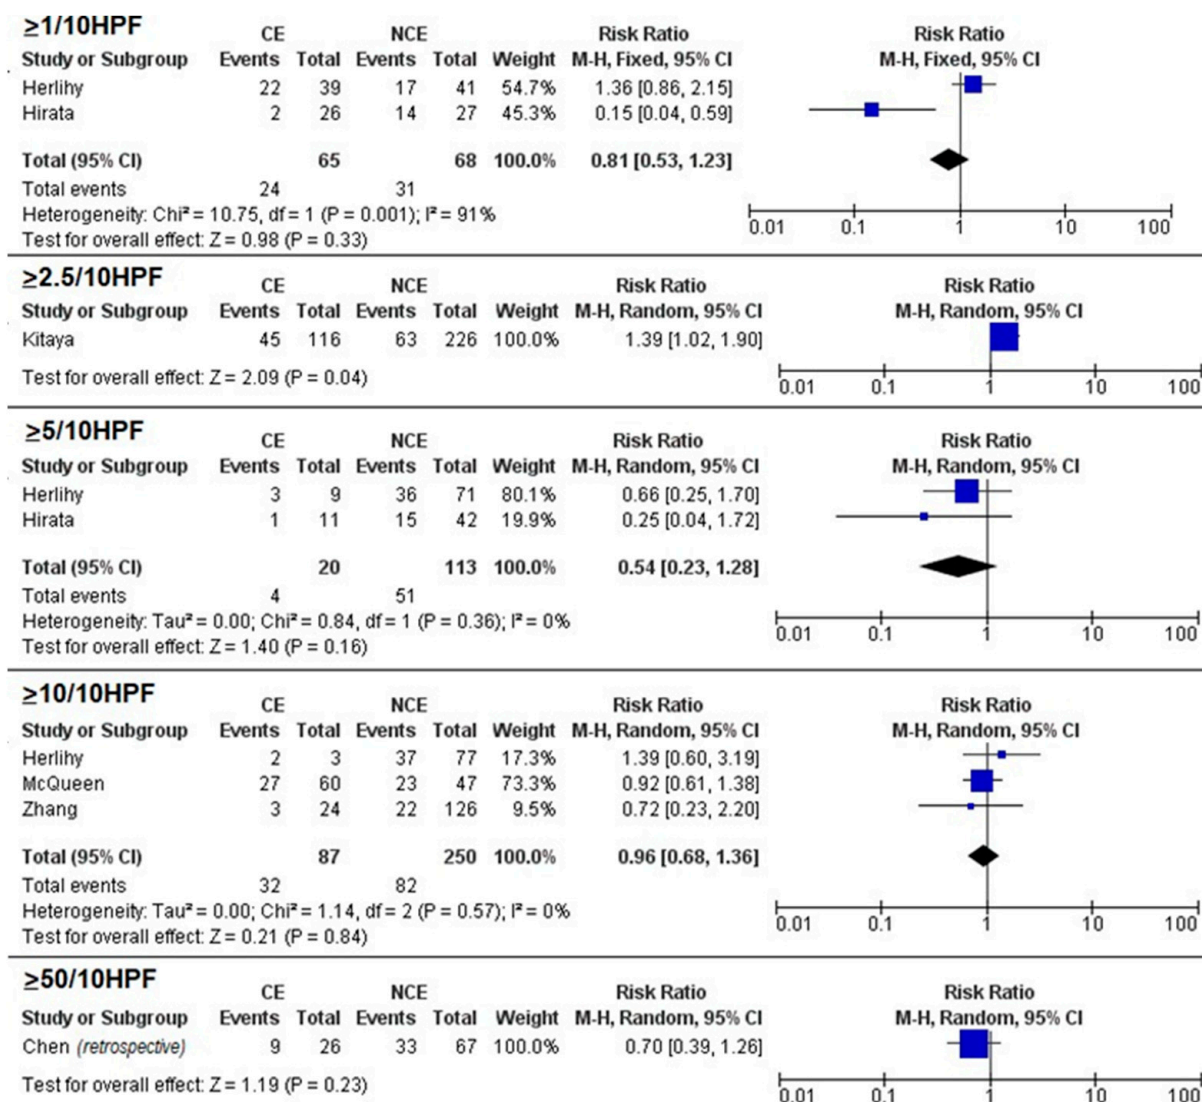 ≥1/10HPF
CE NCE Risk Ratio Risk Ratio
Study or Subgroup Events Total Events Total Weight M-H, Fixed, 95% CI M-H, Fixed, 95% CI
Herlihy 22 39 17 41 54.7% 1.36 [0.86, 2.15]
Hirata 2 26 14 27 45.3% 0.15 [0.04, 0.59]
Total (95% CI) 65 68 100.0% 0.81 [0.53, 1.23]
Total events 24 31
Heterogeneity: Chi² = 10.75, df = 1 (P = 0.001); I² = 91%
Test for overall effect: Z = 0.98 (P = 0.33)
0.01 0.1 1 10 100
≥2.5/10HPF
CE NCE Risk Ratio Risk Ratio
Study or Subgroup Events Total Events Total Weight M-H, Random, 95% CI M-H, Random, 95% CI
Kitaya 45 116 63 226 100.0% 1.39 [1.02, 1.90]
Test for overall effect: Z = 2.09 (P = 0.04)
0.01 0.1 1 10 100
≥5/10HPF
CE NCE Risk Ratio Risk Ratio
Study or Subgroup Events Total Events Total Weight M-H, Random, 95% CI M-H, Random, 95% CI
Herlihy 3 9 36 71 80.1% 0.66 [0.25, 1.70]
Hirata 1 11 15 42 19.9% 0.25 [0.04, 1.72]
Total (95% CI) 20 113 100.0% 0.54 [0.23, 1.28]
Total events 4 51
Heterogeneity: Tau² = 0.00; Chi² = 0.84, df = 1 (P = 0.36); I² = 0%
Test for overall effect: Z = 1.40 (P = 0.16)
0.01 0.1 1 10 100
≥10/10HPF
CE NCE Risk Ratio Risk Ratio
Study or Subgroup Events Total Events Total Weight M-H, Random, 95% CI M-H, Random, 95% CI
Herlihy 2 3 37 77 17.3% 1.39 [0.60, 3.19]
McQueen 27 60 23 47 73.3% 0.92 [0.61, 1.38]
Zhang 3 24 22 126 9.5% 0.72 [0.23, 2.20]
Total (95% CI) 87 250 100.0% 0.96 [0.68, 1.36]
Total events 32 82
Heterogeneity: Tau² = 0.00; Chi² = 1.14, df = 2 (P = 0.57); I² = 0%
Test for overall effect: Z = 0.21 (P = 0.84)
0.01 0.1 1 10 100
≥50/10HPF
CE NCE Risk Ratio Risk Ratio
Study or Subgroup Events Total Events Total Weight M-H, Random, 95% CI M-H, Random, 95% CI
Chen (retrospective) 9 26 33 67 100.0% 0.70 [0.39, 1.26]
Test for overall effect: Z = 1.19 (P = 0.23)
0.01 0.1 1 10 100